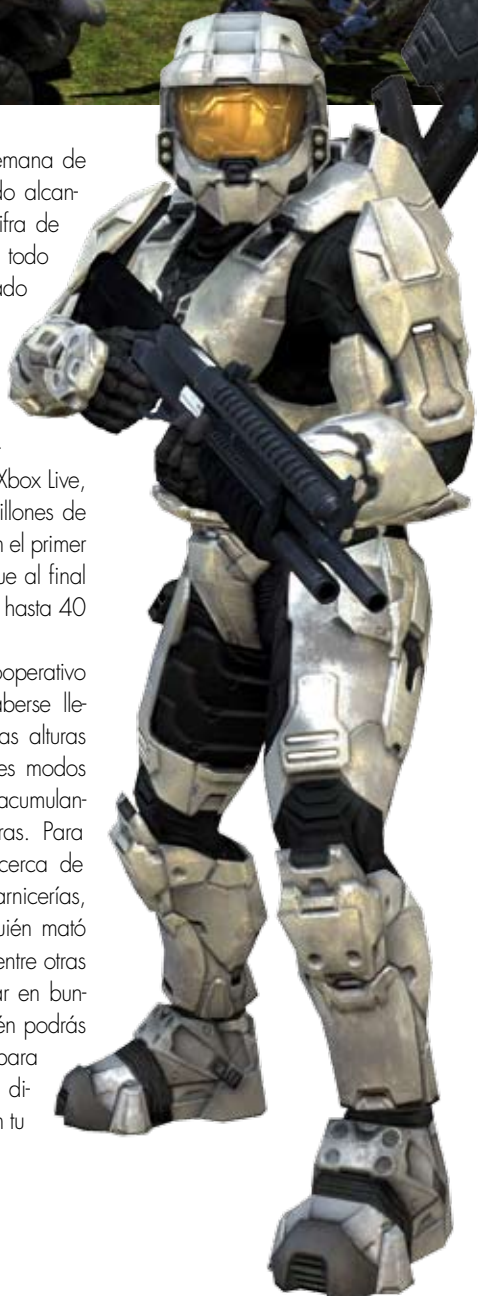 emana de
do alcan-
ifra de
todo
ado
Xbox Live,
illones de
n el primer
ue al final
hasta 40
ooperativo
aberse lle-
as alturas
es modos
acumulan-
ras. Para
cerca de
arnicerías,
uién mató
entre otras
ar en bun-
én podrás
para
di-
n tu